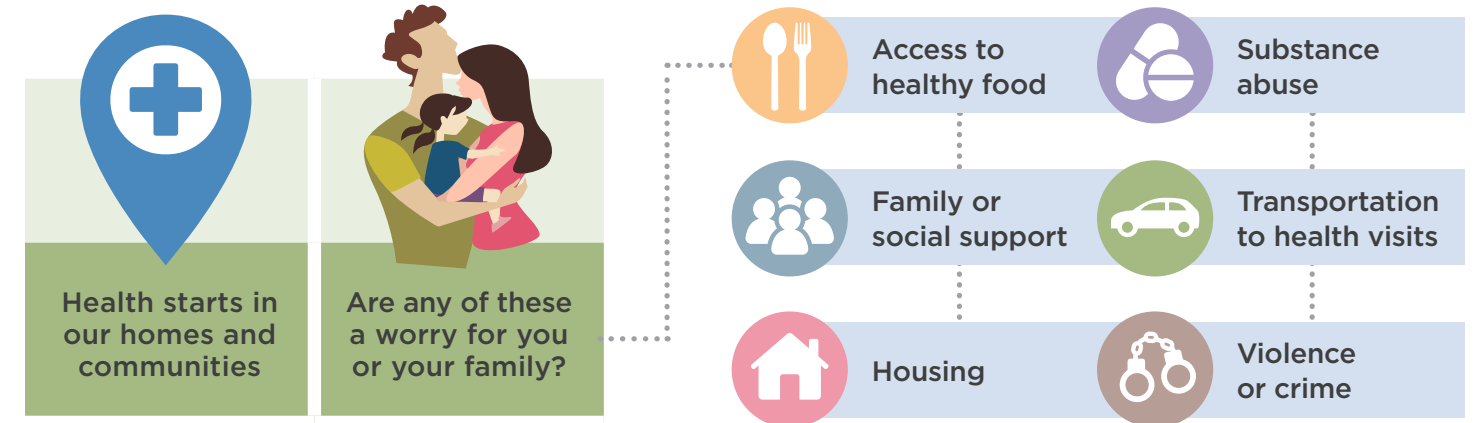 Health starts in
our homes and
communities
Are any of these
a worry for you
or your family?
Access to
healthy food
Substance
abuse
Family or
social support
Transportation
to health visits
Housing
Violence
or crime